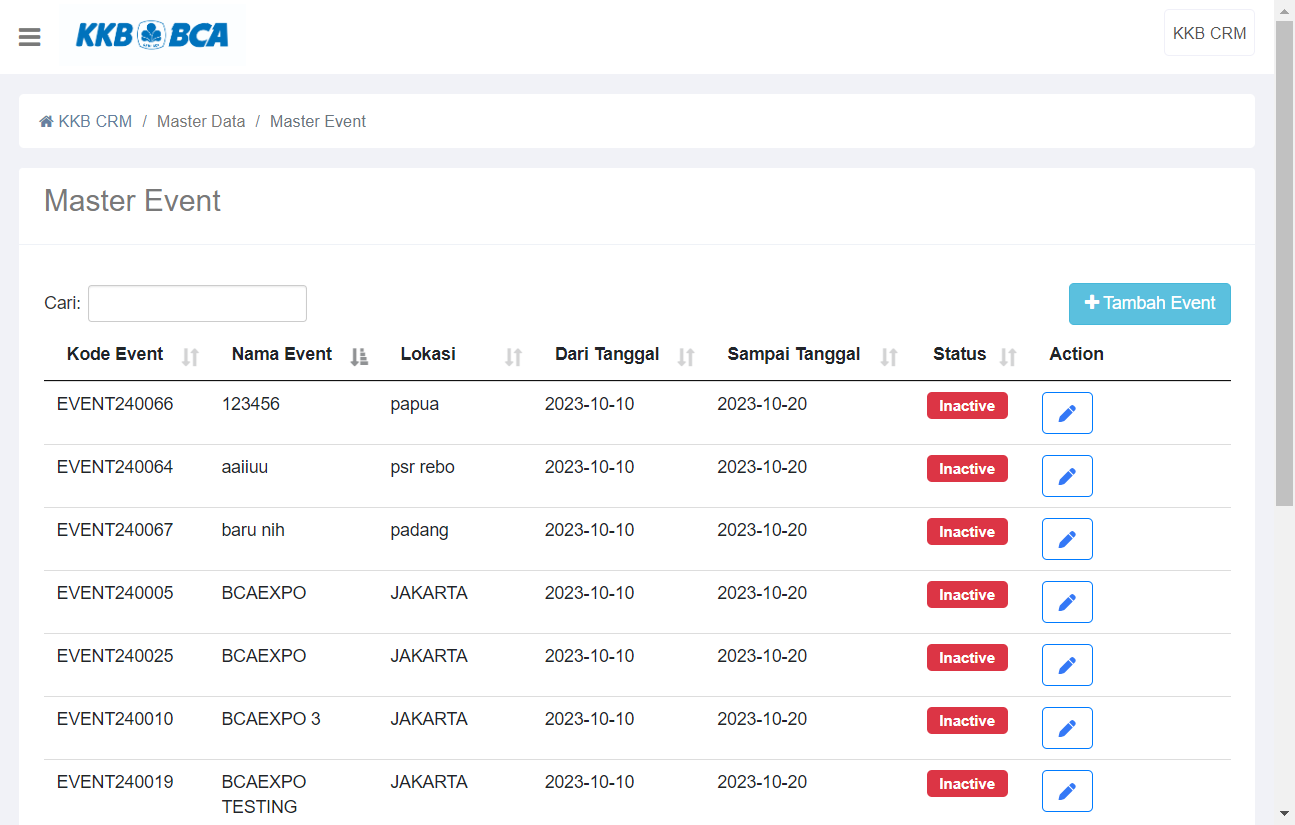 KKB BCA
KKB CRM
KKB CRM / Master Data / Master Event
Master Event
Cari:
Tambah Event
Kode Event Nama Event Lokasi Dari Tanggal Sampai Tanggal Status Action
EVENT240066 123456 papua 2023-10-10 2023-10-20 Inactive
EVENT240064 aaiiuu psr rebo 2023-10-10 2023-10-20 Inactive
EVENT240067 baru nih padang 2023-10-10 2023-10-20 Inactive
EVENT240005 BCAEXPO JAKARTA 2023-10-10 2023-10-20 Inactive
EVENT240025 BCAEXPO JAKARTA 2023-10-10 2023-10-20 Inactive
EVENT240010 BCAEXPO 3 JAKARTA 2023-10-10 2023-10-20 Inactive
EVENT240019 BCAEXPO JAKARTA 2023-10-10 2023-10-20 Inactive
TESTING